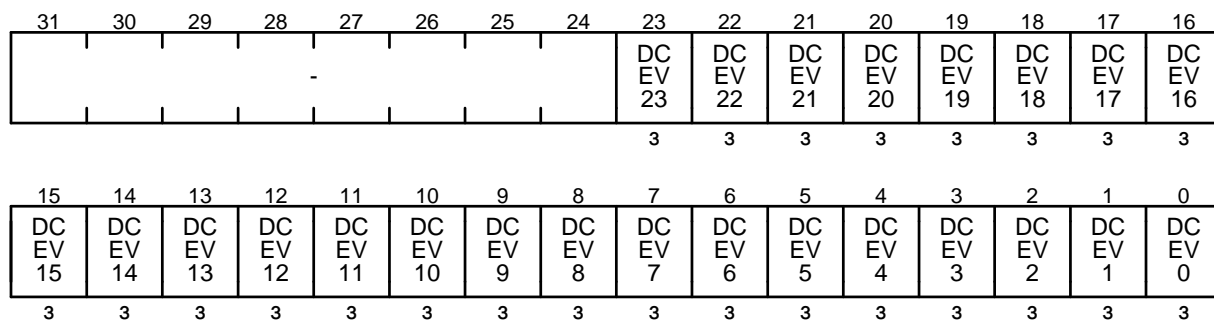 31 30 29 28 27 26 25 24 23 22 21 20 19 18 17 16
DC DC DC DC DC DC DC DC
- EV EV EV EV EV EV EV EV
23 22 21 20 19 18 17 16
3 3 3 3 3 3 3 3
15 14 13 12 11 10 9 8 7 6 5 4 3 2 1 0
DC DC DC DC DC DC DC DC DC DC DC DC DC DC DC DC
EV EV EV EV EV EV EV EV EV EV EV EV EV EV EV EV
15 14 13 12 11 10 9 8 7 6 5 4 3 2 1 0
3 3 3 3 3 3 3 3 3 3 3 3 3 3 3 3